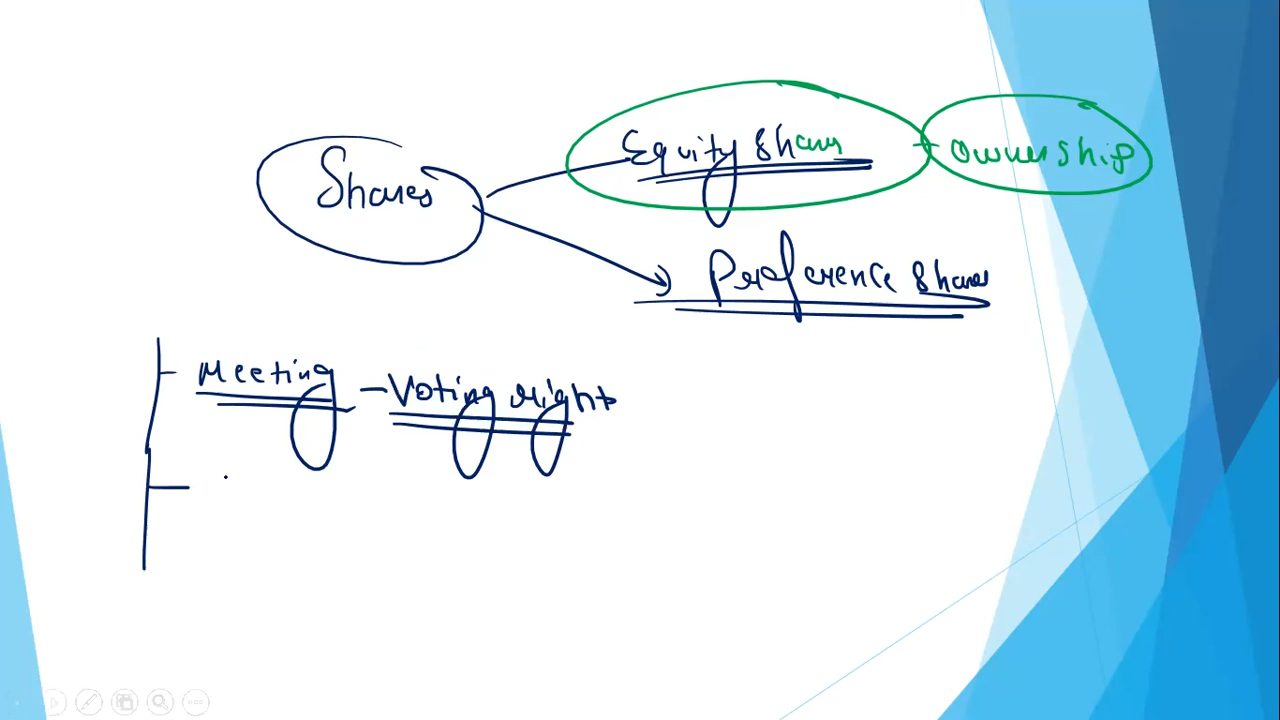 Equity Shares - ownership
Shares
Preference Shares
Meeting - Voting right